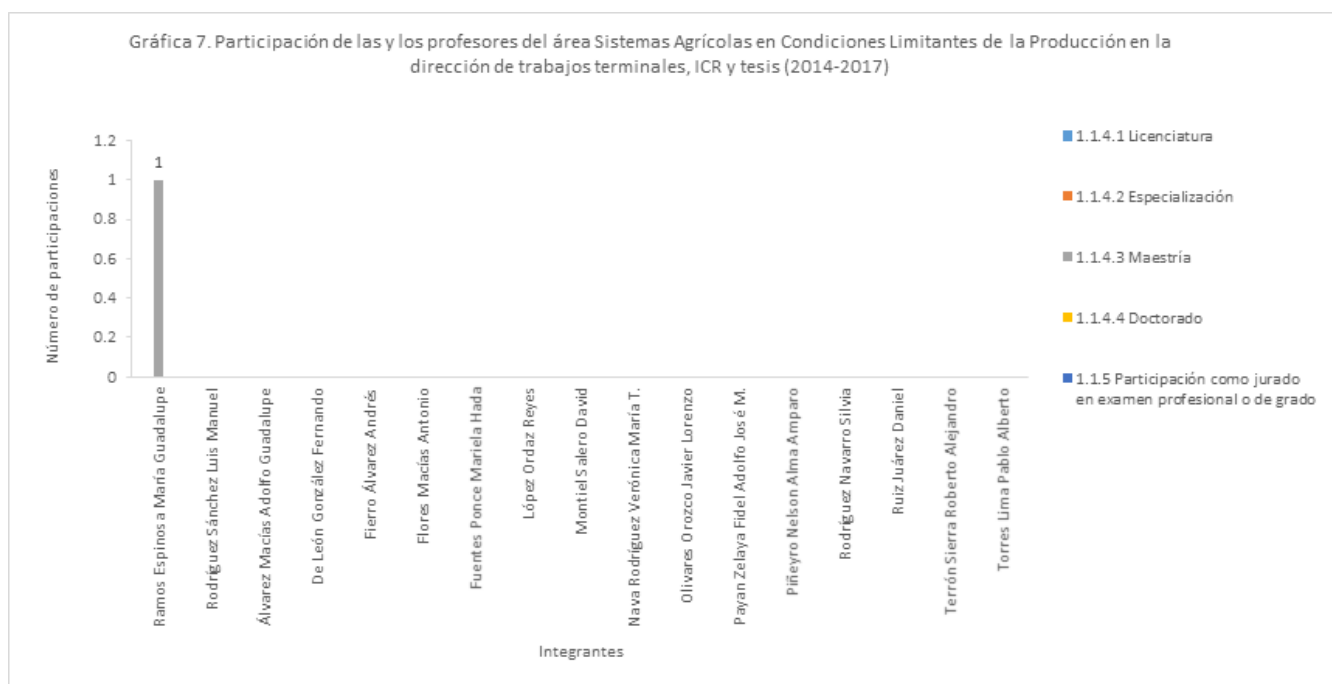 Gráfica 7. Participación de las y los profesores del área Sistemas Agrícolas en Condiciones Limitantes de la Producción en la
dirección de trabajos terminales, ICR y tesis (2014-2017)
Número de participaciones
1.2
1
0.8
0.6
0.4
0.2
0
1
Ramos Espinosa María Guadalupe
Rodríguez Sánchez Luis Manuel
Álvarez Macías Adolfo Guadalupe
De León González Fernando
Fierro Álvarez Andrés
Flores Macías Antonio
Fuentes Ponce Mariela Hada
López Ordaz Reyes
Montiel Salero David
Nava Rodríguez Verónica María T.
Olivares Orozco Javier Lorenzo
Payan Zelaya Fidel Adolfo José M.
Piñeyro Nelson Alma Amparo
Rodríguez Navarro Silvia
Ruiz Juárez Daniel
Terrón Sierra Roberto Alejandro
Torres Lima Pablo Alberto
Integrantes
1.1.4.1 Licenciatura
1.1.4.2 Especialización
1.1.4.3 Maestría
1.1.4.4 Doctorado
1.1.5 Participación como jurado
en examen profesional o de grado